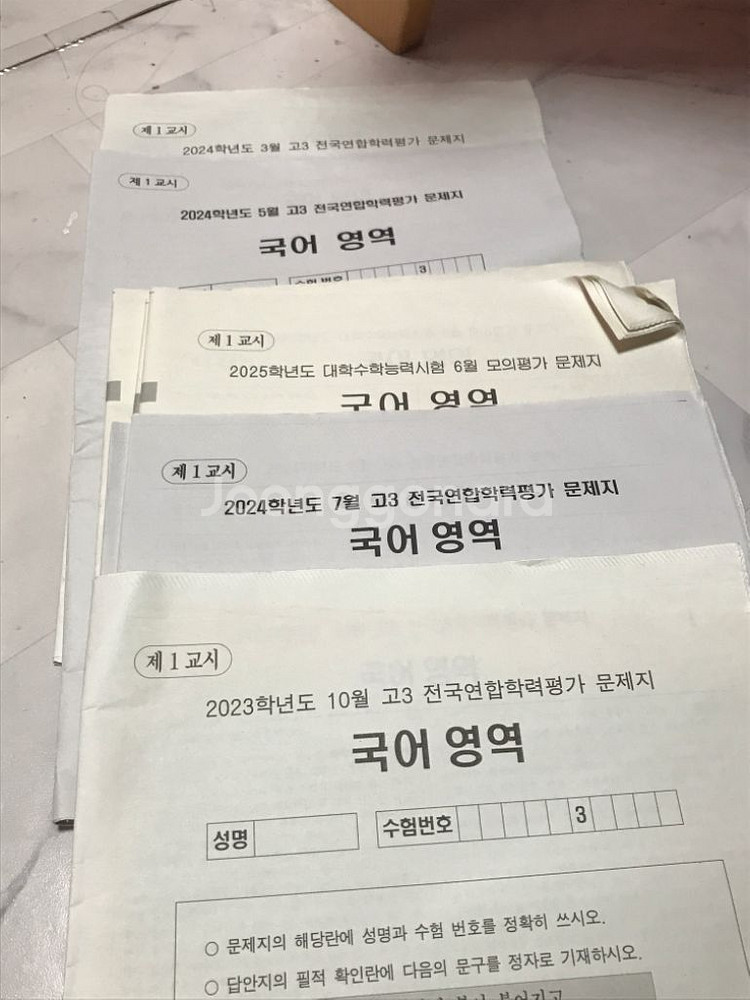 제 1 교시
2024학년도 3월 고3 전국연합학력평가 문제지
제 1 교시
2024학년도 5월 고3 전국연합학력평가 문제지
국어 영역
수험 번호 3
제 1 교시
2025학년도 대학수학능력시험 6월 모의평가 문제지
국어 영역
제 1 교시
2024학년도 7월 고3 전국연합학력평가 문제지
Joonggonara
국어 영역
제 1 교시
2023학년도 10월 고3 전국연합학력평가 문제지
국어 영역
성명 수험번호 3
○ 문제지의 해당란에 성명과 수험 번호를 정확히 쓰시오.
○ 답안지의 필적 확인란에 다음의 문구를 정자로 기재하시오.